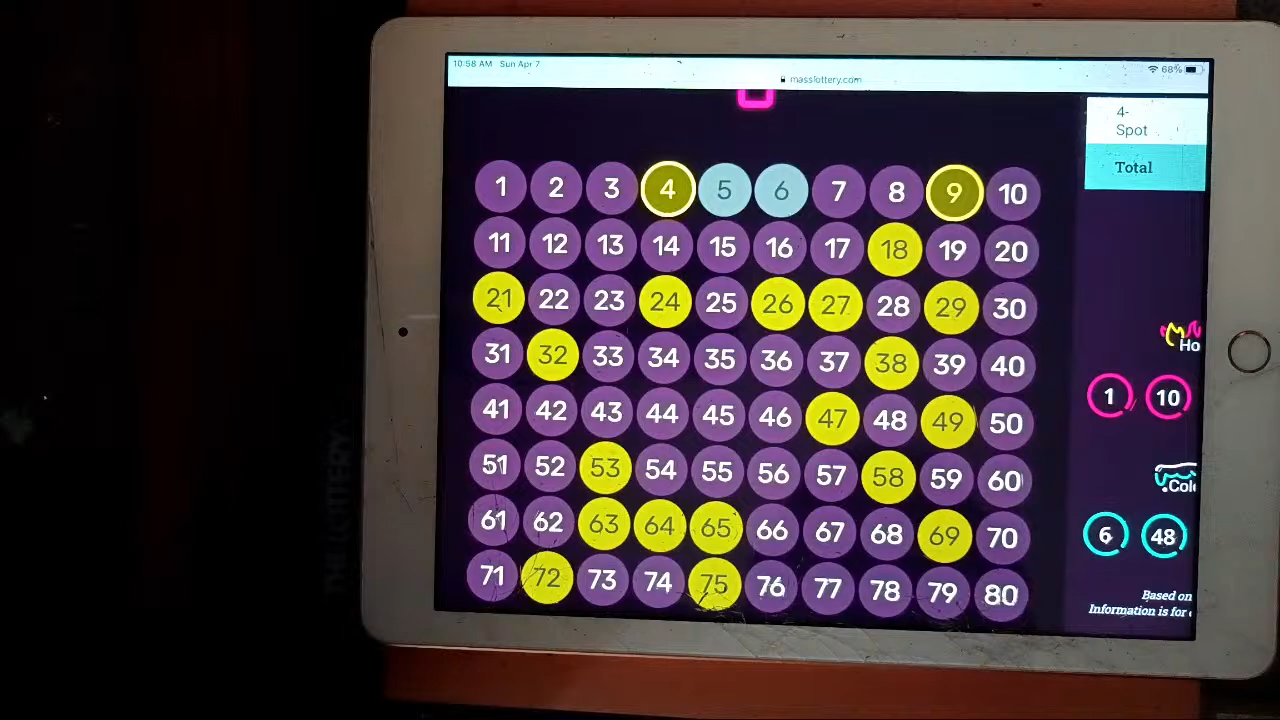 10:58 AM Sun Apr 7
68%
masslottery.com
4-
Spot
Total
1 2 3 4 5 6 7 8 9 10
11 12 13 14 15 16 17 18 19 20
21 22 23 24 25 26 27 28 29 30
31 32 33 34 35 36 37 38 39 40
41 42 43 44 45 46 47 48 49 50
51 52 53 54 55 56 57 58 59 60
61 62 63 64 65 66 67 68 69 70
71 72 73 74 75 76 77 78 79 80
Ho
1 10
Col
6 48
Based on
Information is for
THE LOTTERY